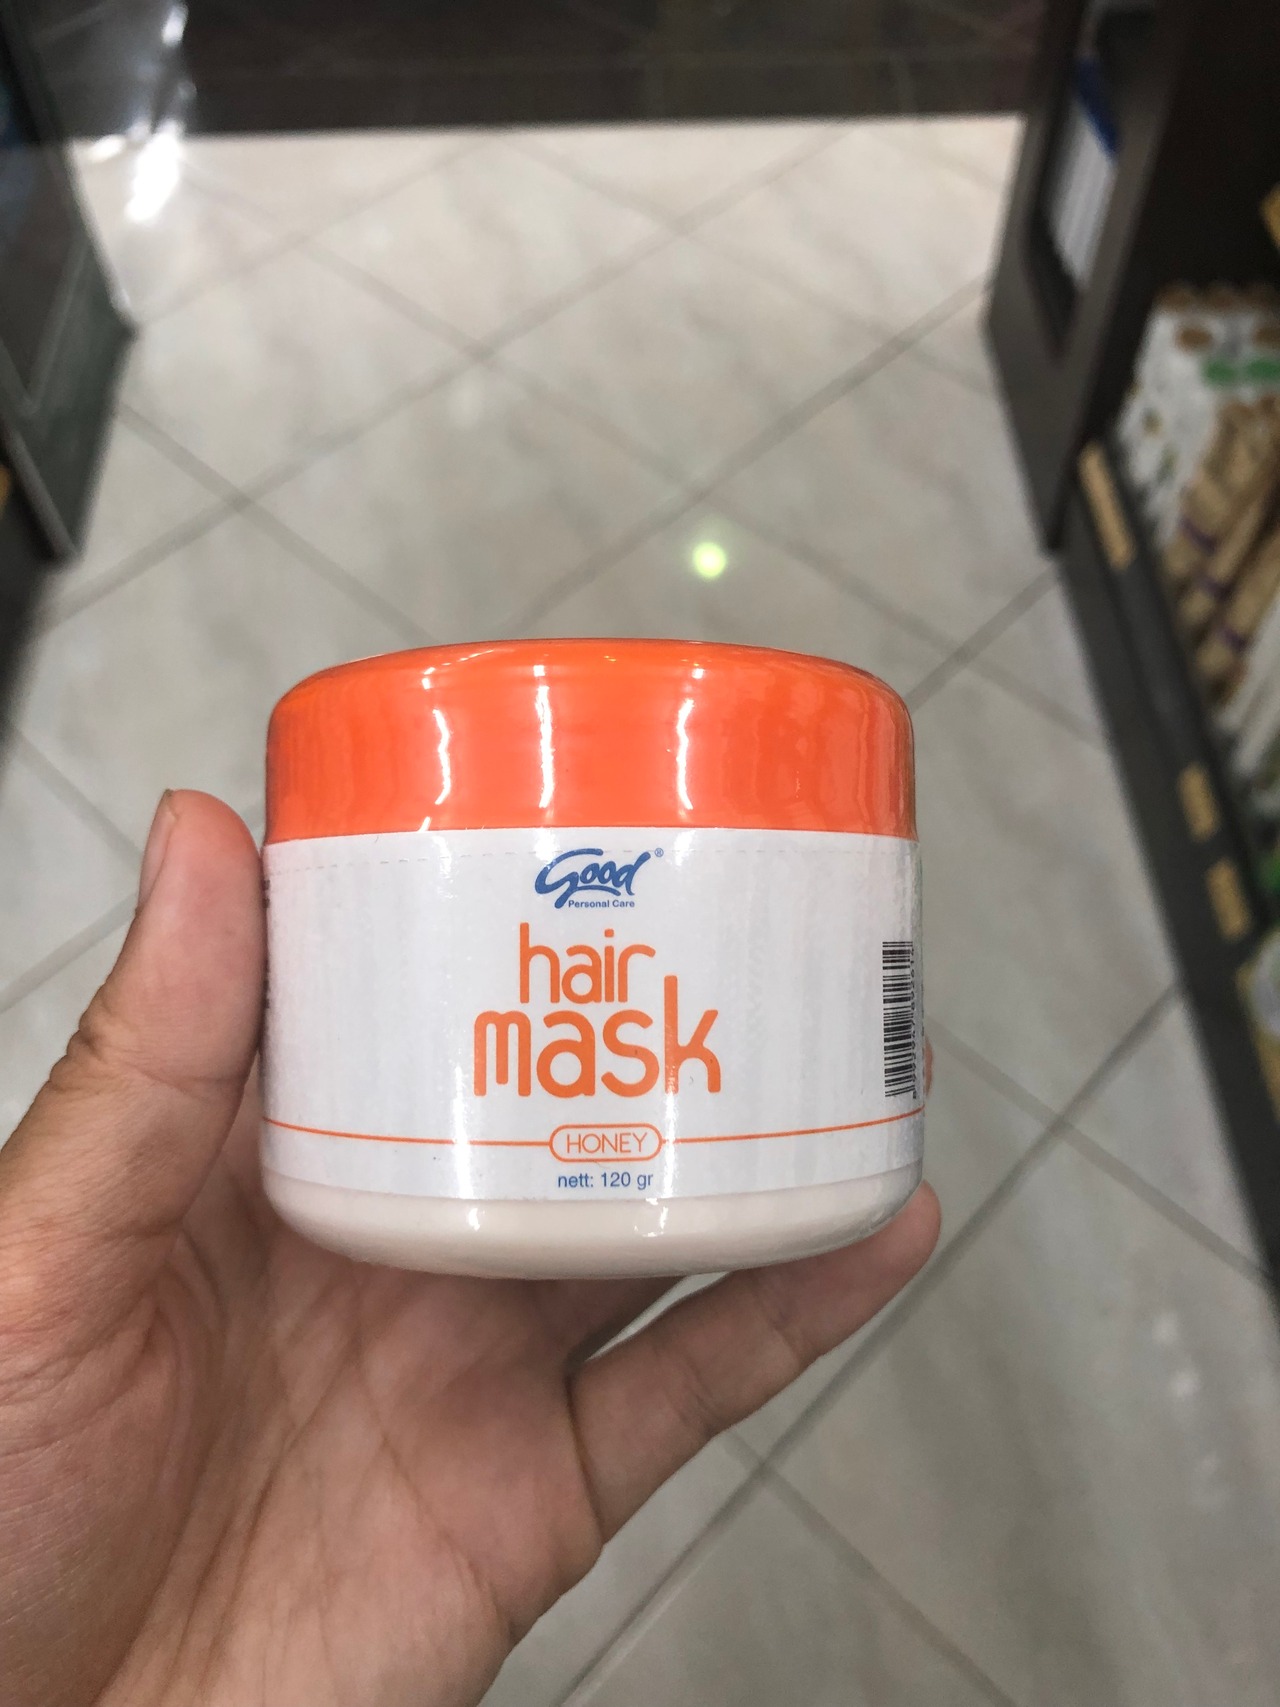 Good®
Personal Care
hair
mask
HONEY
nett: 120 gr